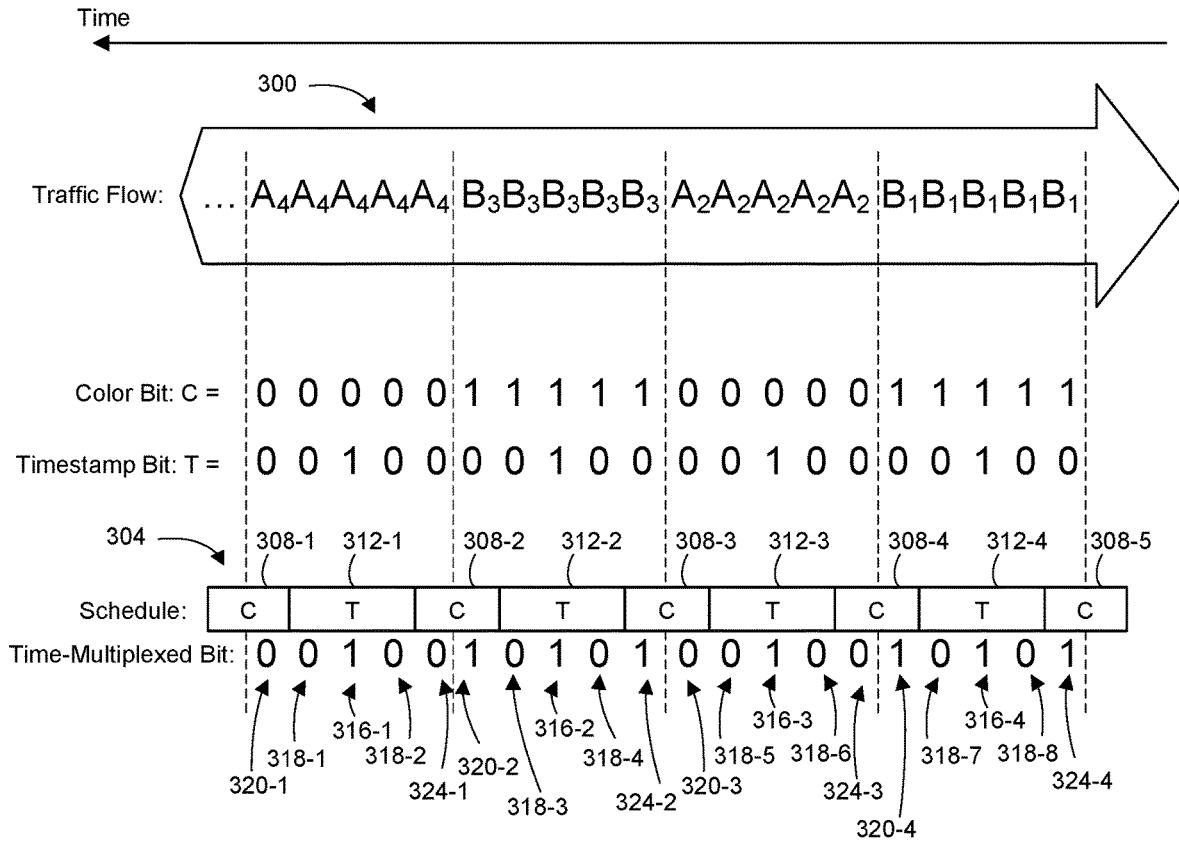 Time
300
Traffic Flow: ... A4A4A4A4A4 B3B3B3B3B3 A2A2A2A2A2 B1B1B1B1B1
Color Bit: C = 0 0 0 0 0 1 1 1 1 1 0 0 0 0 0 1 1 1 1 1
Timestamp Bit: T = 0 0 1 0 0 0 0 1 0 0 0 0 1 0 0 0 0 1 0 0
304 308-1 312-1 308-2 312-2 308-3 312-3 308-4 312-4 308-5
Schedule: C T C T C T C T C
Time-Multiplexed Bit: 0 0 1 0 0 1 0 1 0 1 0 0 1 0 0 1 0 1 0 1
316-1 316-2 316-3 316-4
318-1 318-2 320-2 318-4 318-5 318-6 318-7 318-8
320-1 324-1 318-3 324-2 320-3 324-3 324-4
320-4